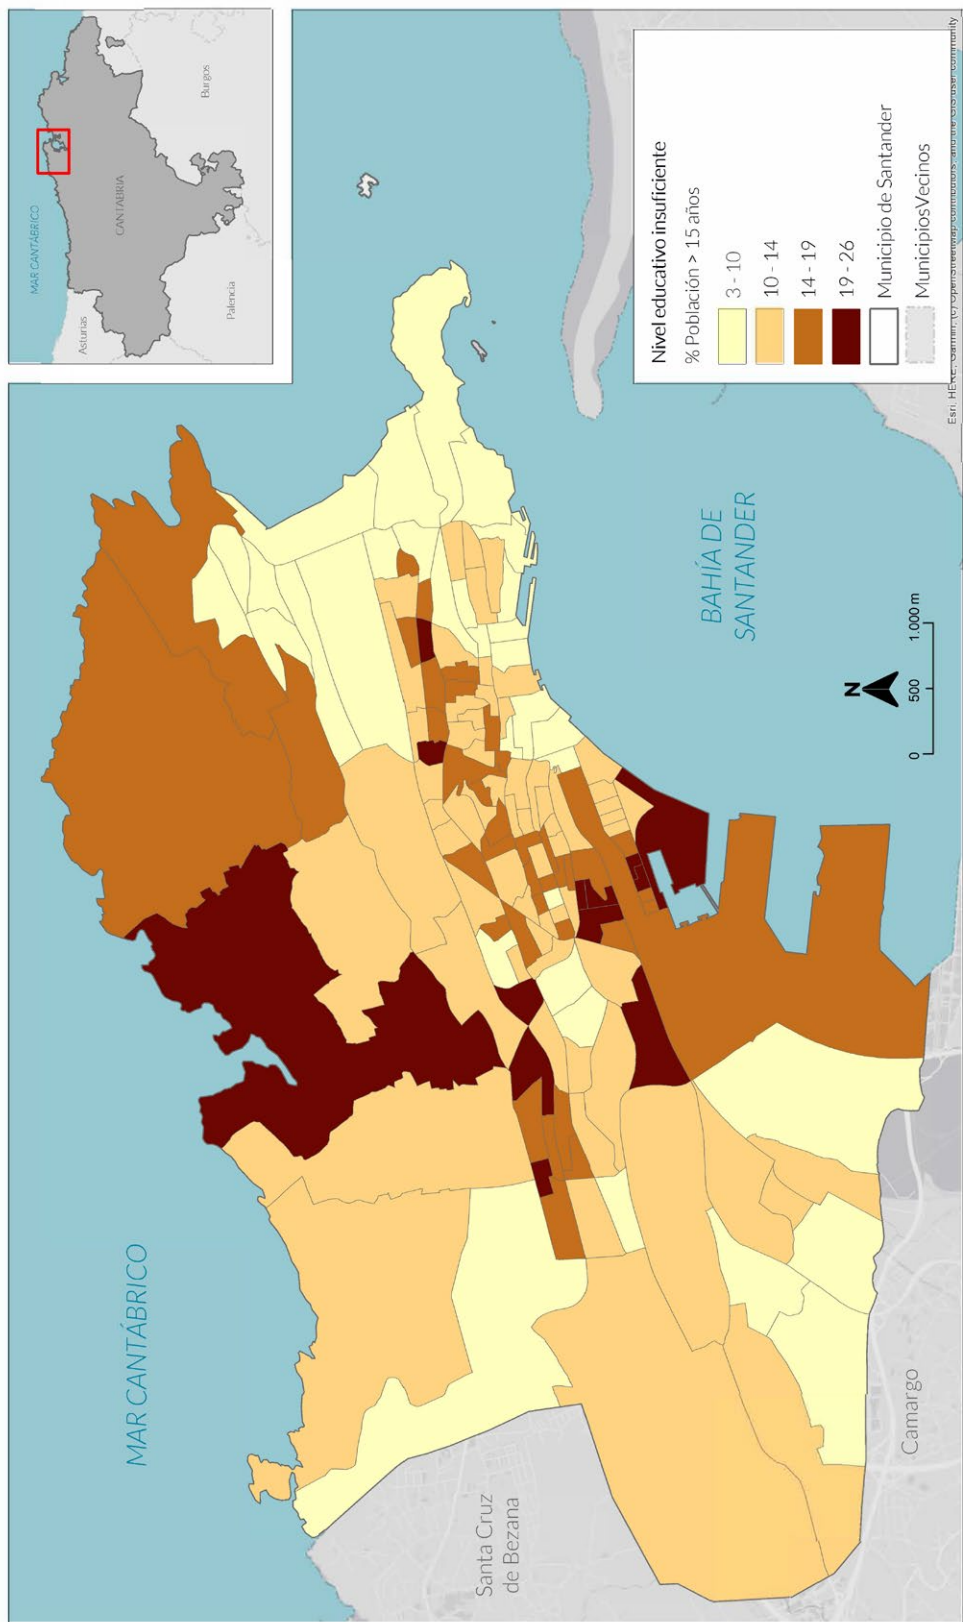 MAR CANTÁBRICO
Asturias
CANTABRIA
Palencia
Burgos
MAR CANTÁBRICO
Santa Cruz
de Bezana
Camargo
BAHÍA DE
SANTANDER
N
0 500 1.000 m
Nivel educativo insuficiente
% Población > 15 años
3 - 10
10 - 14
14 - 19
19 - 26
Municipio de Santander
MunicipiosVecinos
Esri, HERE, Garmin, (c) OpenStreetMap contributors, and the GIS user community